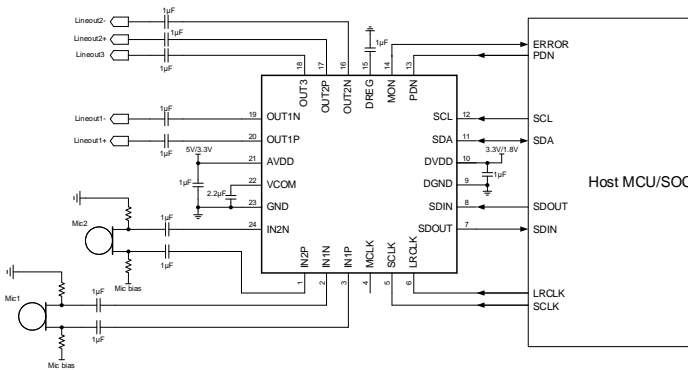 Lineout2-
1µF
Lineout2+
1µF
Lineout3
1µF
1µF
ERROR
PDN
18
17
16
15
14
13
OUT3
OUT2P
OUT2N
DREG
MON
PDN
Lineout1-
1µF
19
OUT1N
SCL
12
SCL
Lineout1+
1µF
20
OUT1P
SDA
11
SDA
5V/3.3V
21
AVDD
DVDD
10
3.3V/1.8V
1µF
2.2µF
22
VCOM
DGND
9
1µF
Host MCU/SOC
23
GND
SDIN
8
SDOUT
Mic2
1µF
24
IN2N
SDOUT
7
SDIN
1µF
IN2P
IN1N
IN1P
MCLK
SCLK
LRCLK
1
2
3
4
5
6
Mic bias
LRCLK
SCLK
Mic1
1µF
1µF
Mic bias